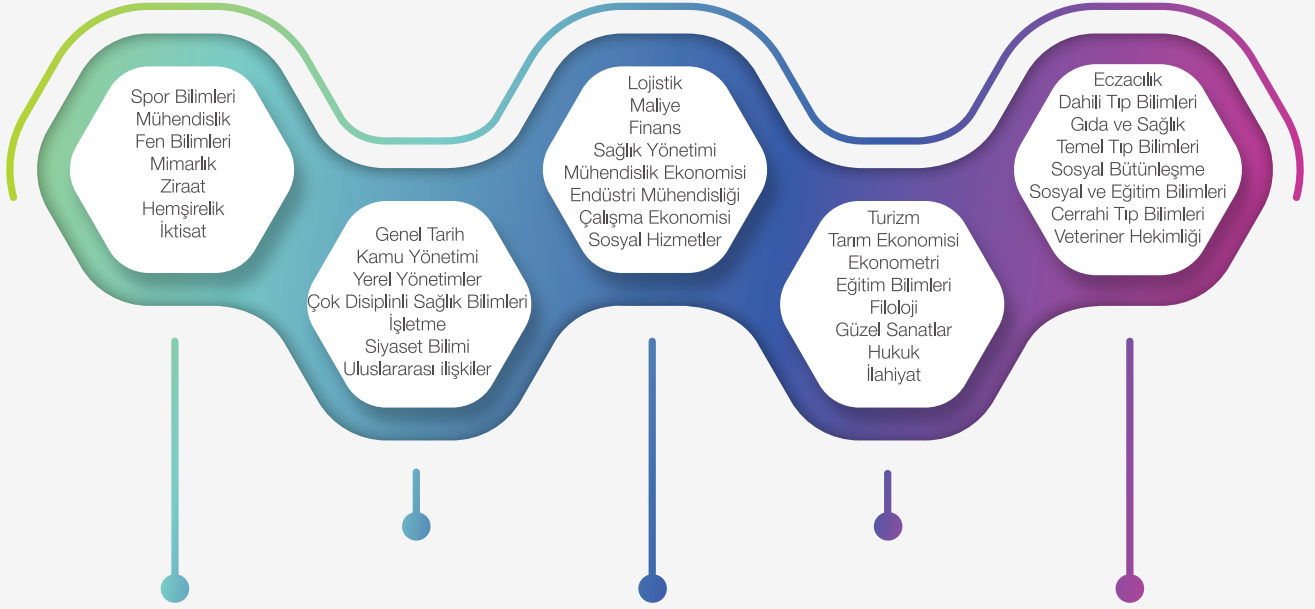 Spor Bilimleri
Mühendislik
Fen Bilimleri
Mimarlık
Ziraat
Hemşirelik
İktisat
Genel Tarih
Kamu Yönetimi
Yerel Yönetimler
Çok Disiplinli Sağlık Bilimleri
İşletme
Siyaset Bilimi
Uluslararası ilişkiler
Lojistik
Maliye
Finans
Sağlık Yönetimi
Mühendislik Ekonomisi
Endüstri Mühendisliği
Çalışma Ekonomisi
Sosyal Hizmetler
Turizm
Tarım Ekonomisi
Ekonometri
Eğitim Bilimleri
Filoloji
Güzel Sanatlar
Hukuk
İlahiyat
Eczacılık
Dahili Tıp Bilimleri
Gıda ve Sağlık
Temel Tıp Bilimleri
Sosyal Bütünleşme
Sosyal ve Eğitim Bilimleri
Cerrahi Tıp Bilimleri
Veteriner Hekimliği